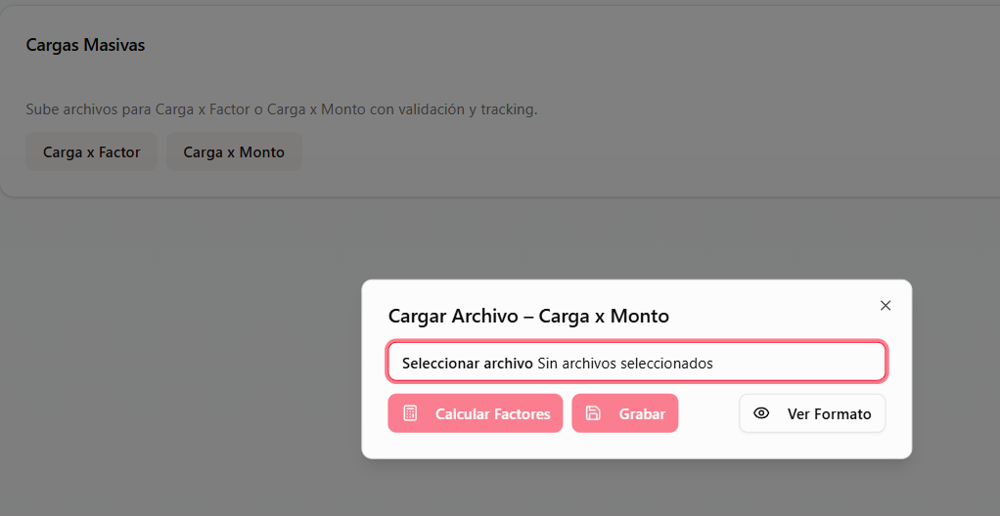 Cargas Masivas
Sube archivos para Carga x Factor o Carga x Monto con validación y tracking.
Carga x Factor Carga x Monto
Cargar Archivo – Carga x Monto
Seleccionar archivo Sin archivos seleccionados
Calcular Factores Grabar Ver Formato